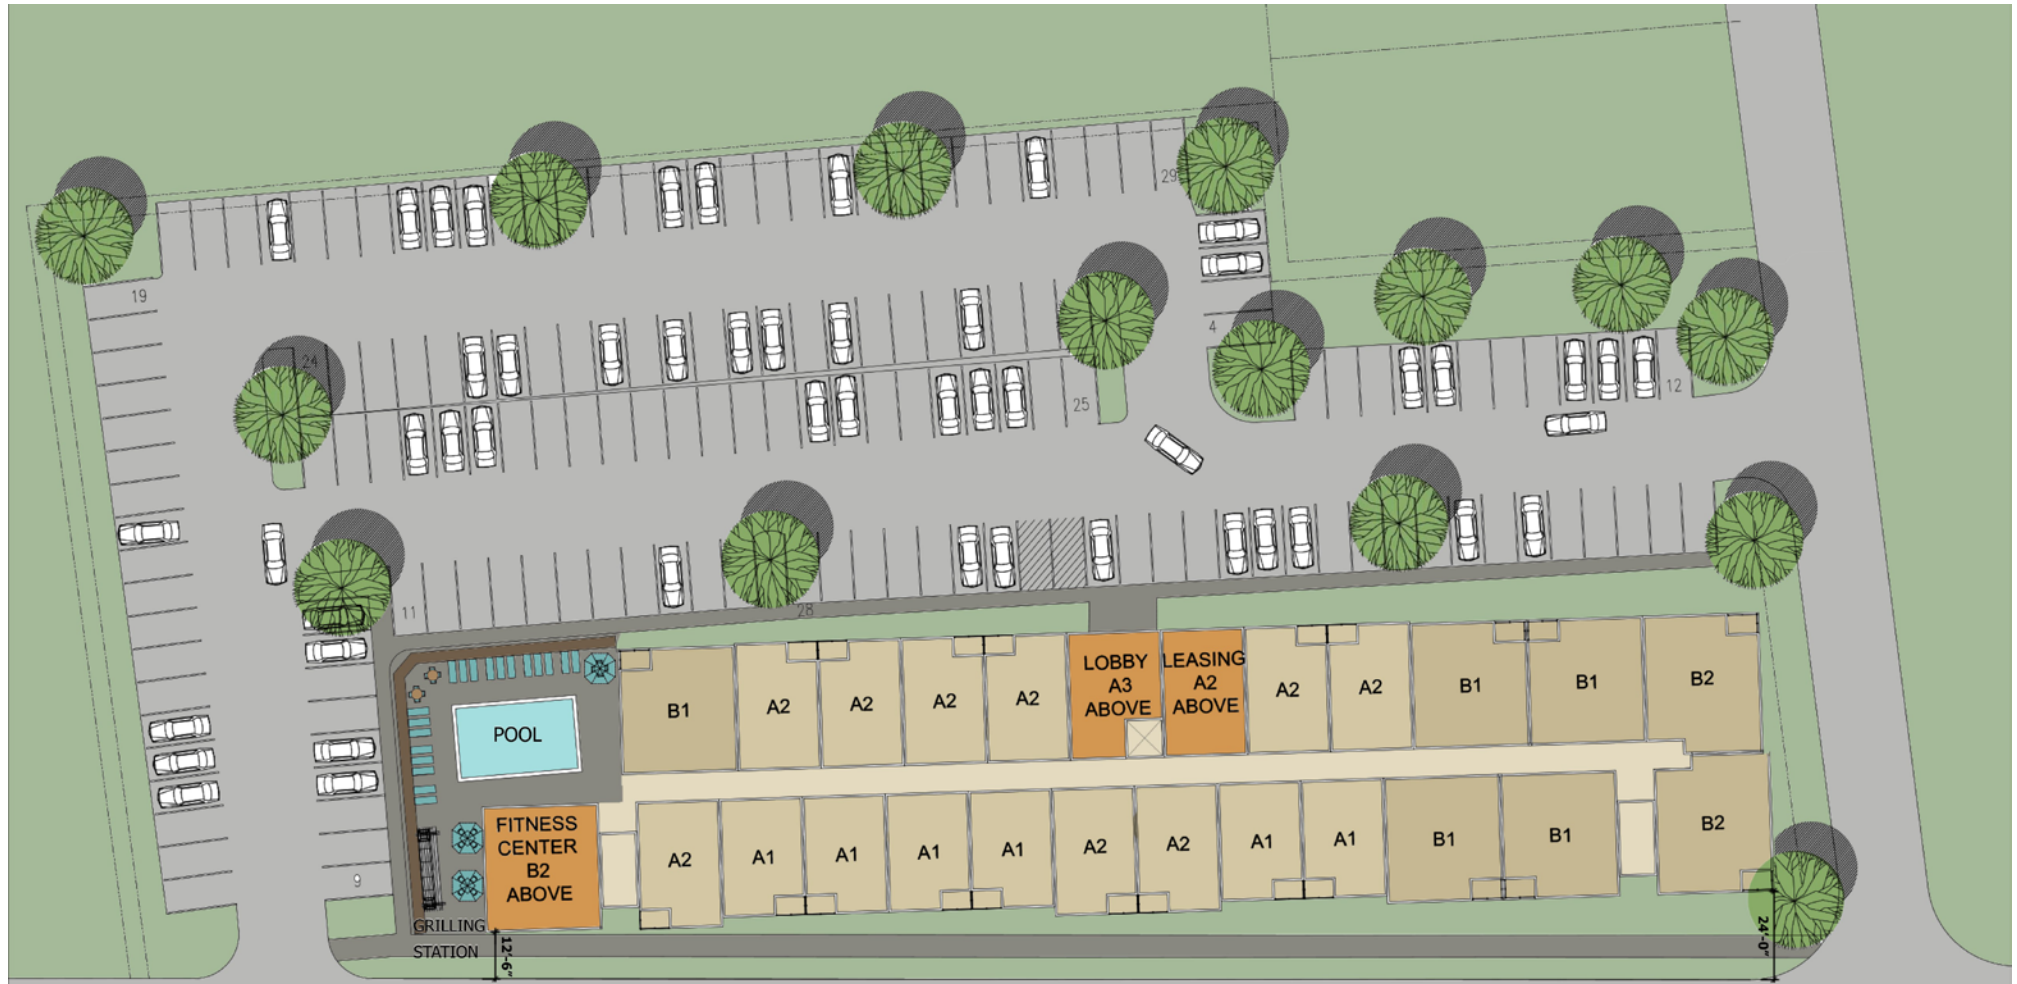 29
19
4
24
12
25
11
28
LOBBY
A3
ABOVE
LEASING
A2
ABOVE
B1
A2
A2
A2
A2
A2
A2
B1
B1
B2
POOL
FITNESS
CENTER
B2
ABOVE
A2
A1
A1
A1
A1
A2
A2
A1
A1
B1
B1
B2
9
GRILLING
STATION
12'-6"
24'-0"